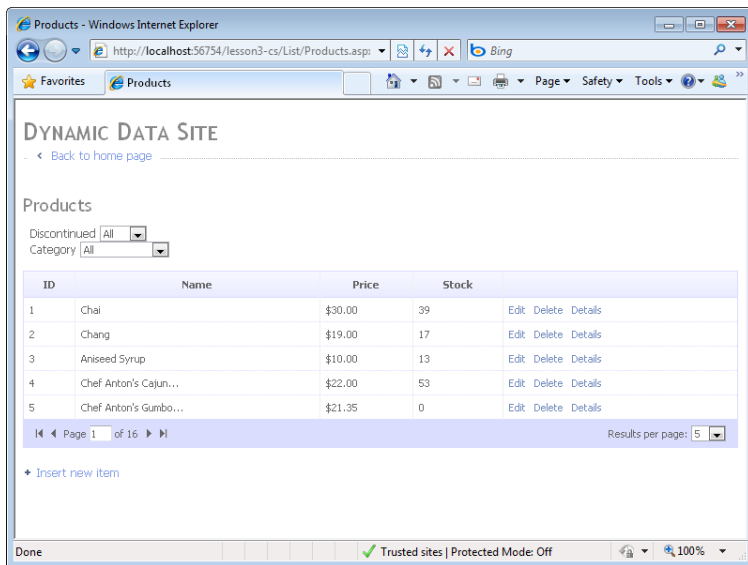 Products - Windows Internet Explorer
http://localhost:56754/lesson3-cs/List/Products.asp: Bing
Favorites Products Page Safety Tools
DYNAMIC DATA SITE
Back to home page
Products
Discontinued All
Category All
ID Name Price Stock
1 Chai $30.00 39 Edit Delete Details
2 Chang $19.00 17 Edit Delete Details
3 Aniseed Syrup $10.00 13 Edit Delete Details
4 Chef Anton's Cajun... $22.00 53 Edit Delete Details
5 Chef Anton's Gumbo... $21.35 0 Edit Delete Details
Page 1 of 16 Results per page: 5
Insert new item
Done Trusted sites | Protected Mode: Off 100%